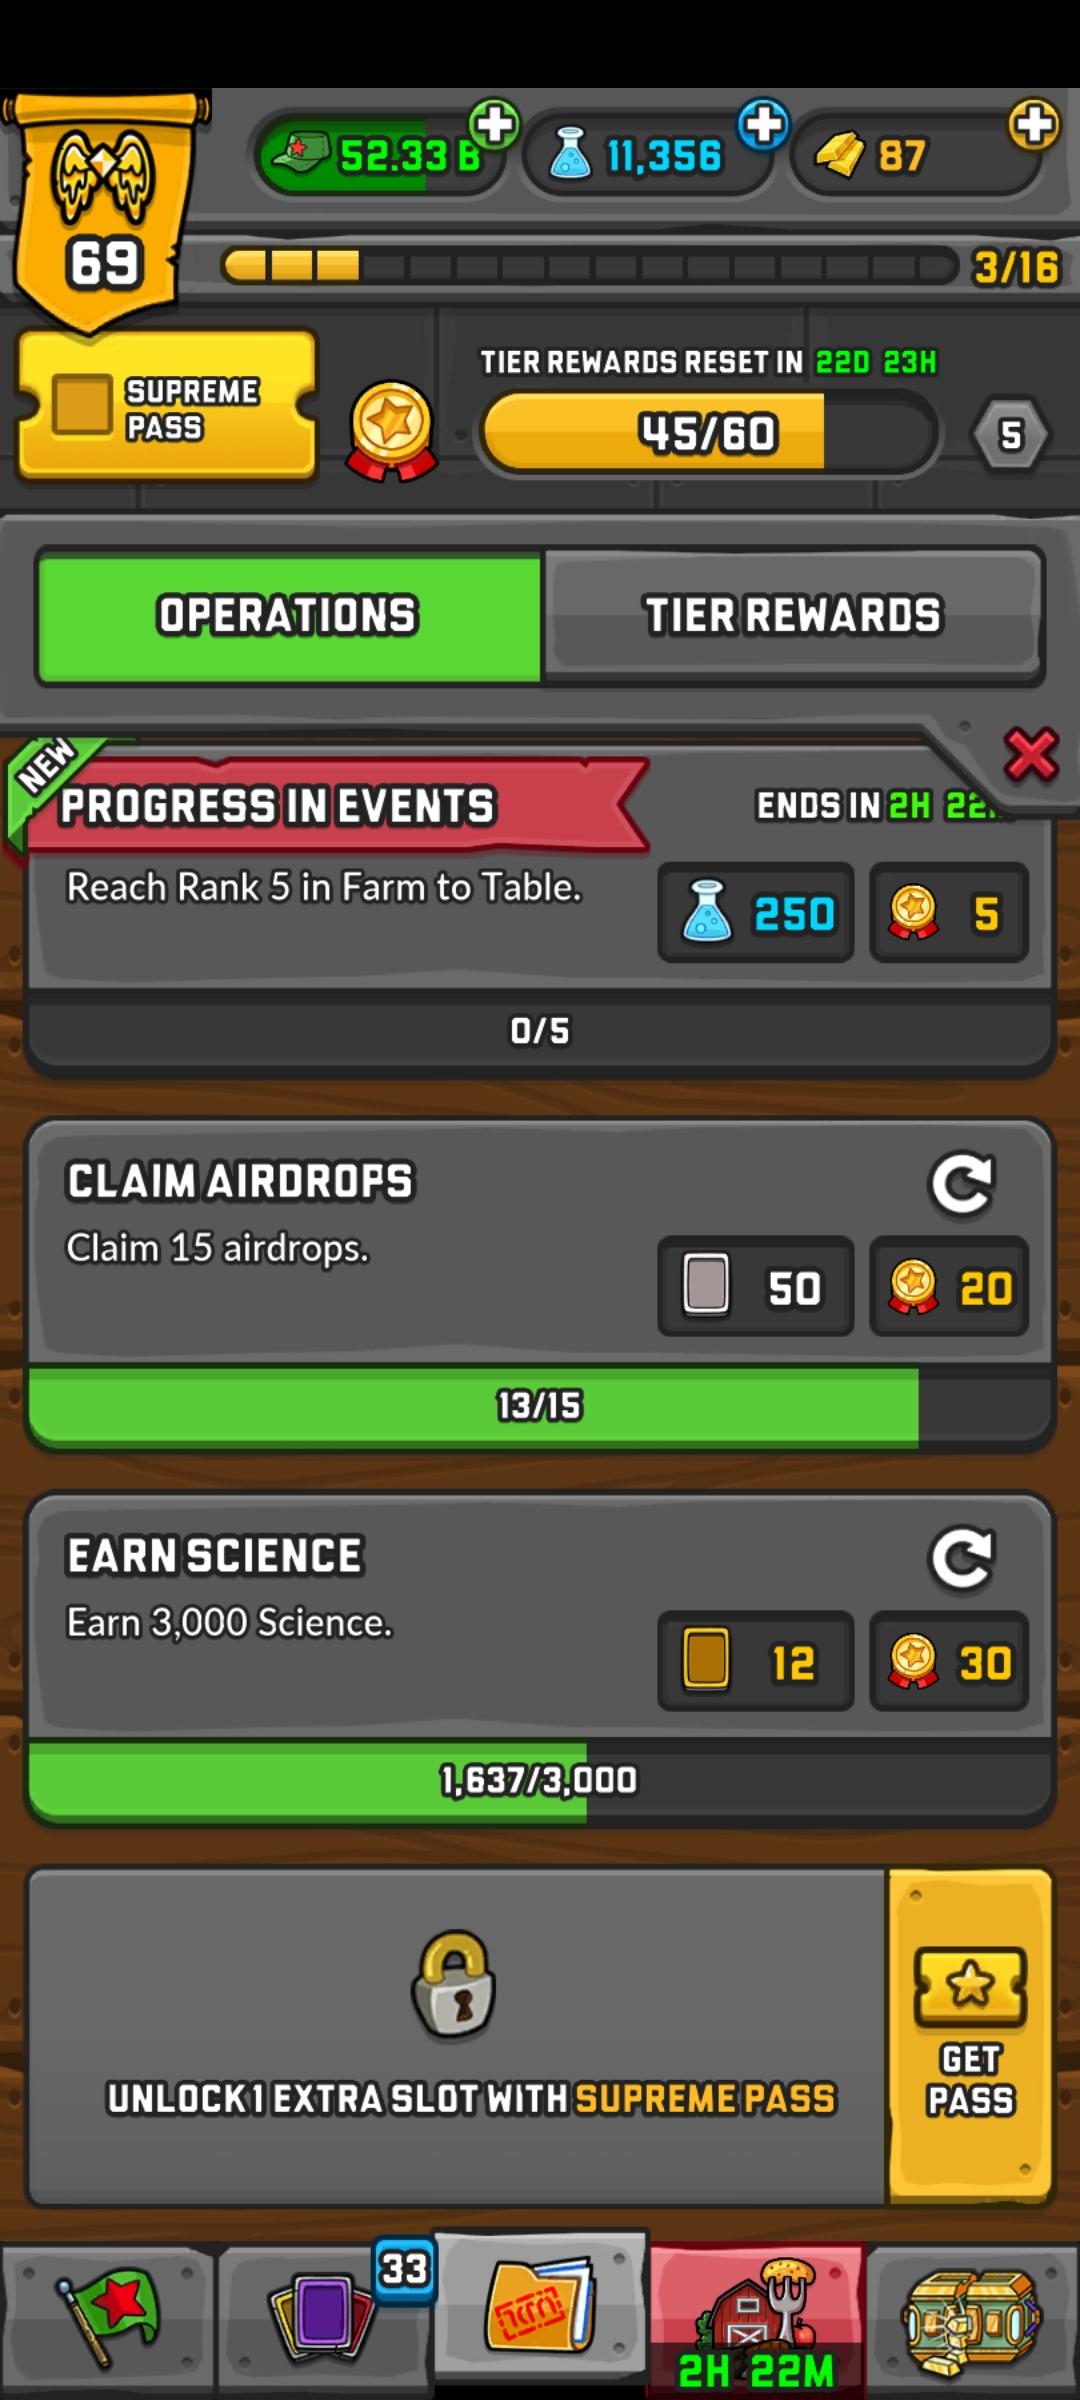 52.33 B
11,356
87
69
3/16
SUPREME
PASS
TIER REWARDS RESET IN 22D 23H
45/60
5
OPERATIONS
TIER REWARDS
NEW
PROGRESS IN EVENTS
ENDS IN 2H
Reach Rank 5 in Farm to Table.
250
5
0/5
CLAIM AIRDROPS
Claim 15 airdrops.
50
20
13/15
EARN SCIENCE
Earn 3,000 Science.
12
30
1,637/3,000
UNLOCK 1 EXTRA SLOT WITH SUPREME PASS
GET
PASS
33
2H 22M